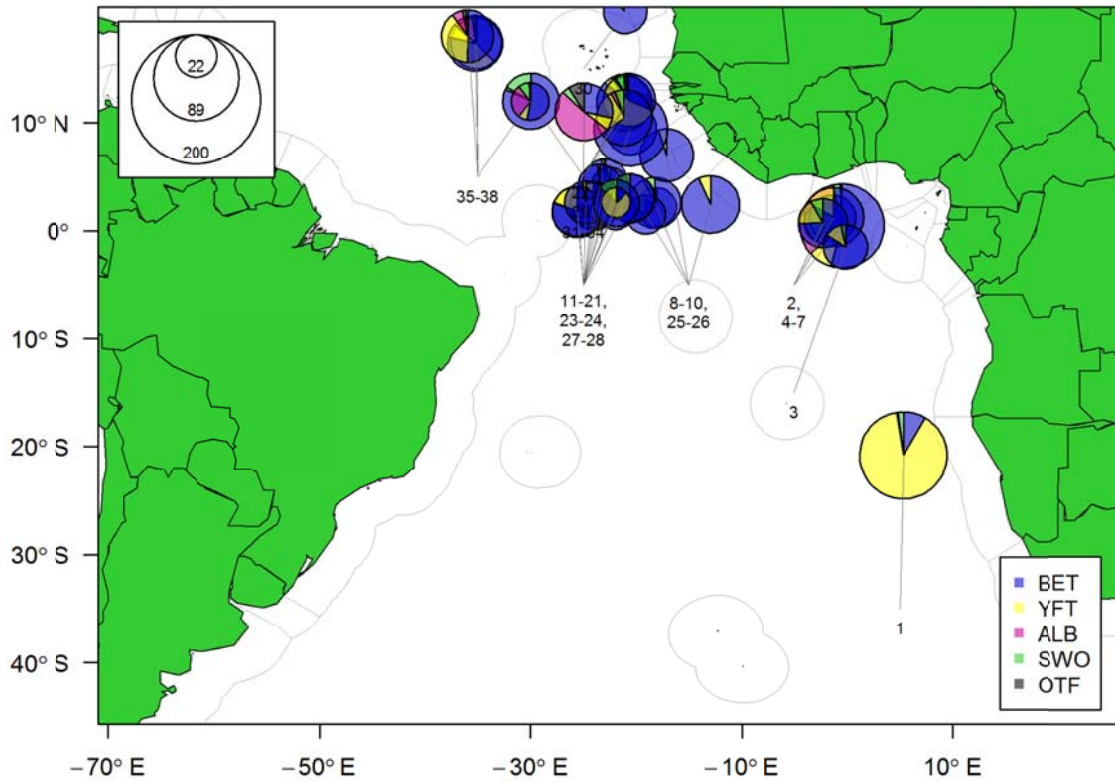 22
89
200
10° N
0°
10° S
20° S
30° S
40° S
30
35-38
11-21,
23-24,
27-28
8-10,
25-26
2,
4-7
3
1
BET
YFT
ALB
SWO
OTF
−70° E
−50° E
−30° E
−10° E
10° E